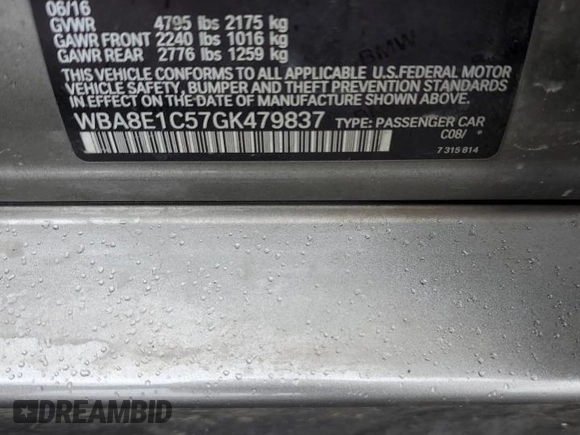 06/16
GVWR 4795 lbs 2175 kg
GAWR FRONT 2240 lbs 1016 kg
GAWR REAR 2776 lbs 1259 kg
BMW
THIS VEHICLE CONFORMS TO ALL APPLICABLE U.S.FEDERAL MOTOR
VEHICLE SAFETY, BUMPER AND THEFT PREVENTION STANDARDS
IN EFFECT ON THE DATE OF MANUFACTURE SHOWN ABOVE.
WBA8E1C57GK479837 TYPE: PASSENGER CAR
C08/ *
7 315 814
DREAMBID